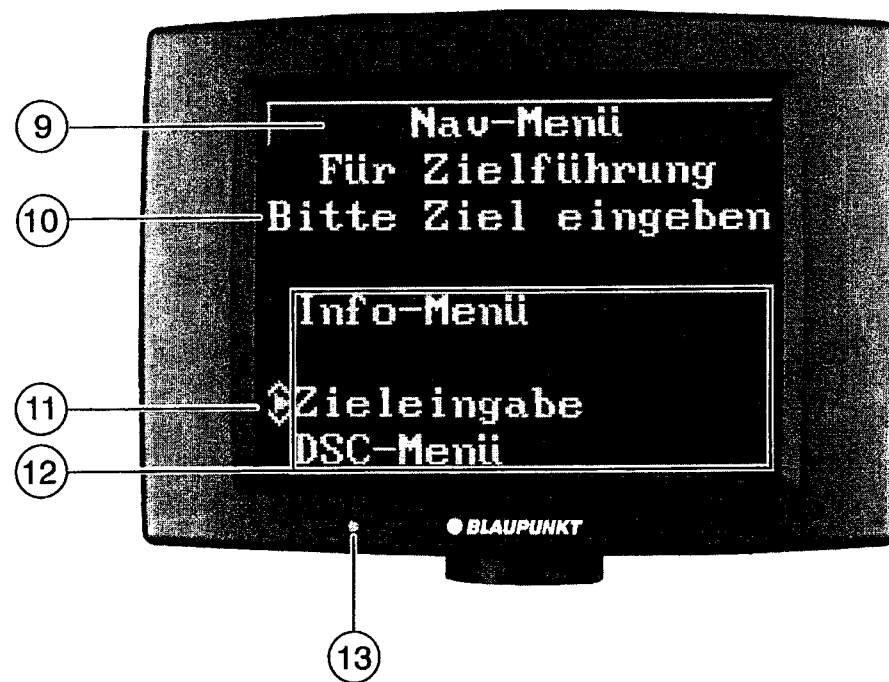 9
Nav-Menü
Für Zielführung
10
Bitte Ziel eingeben
Info-Menü
11
Zieleingabe
DSC-Menü
12
BLAUPUNKT
13